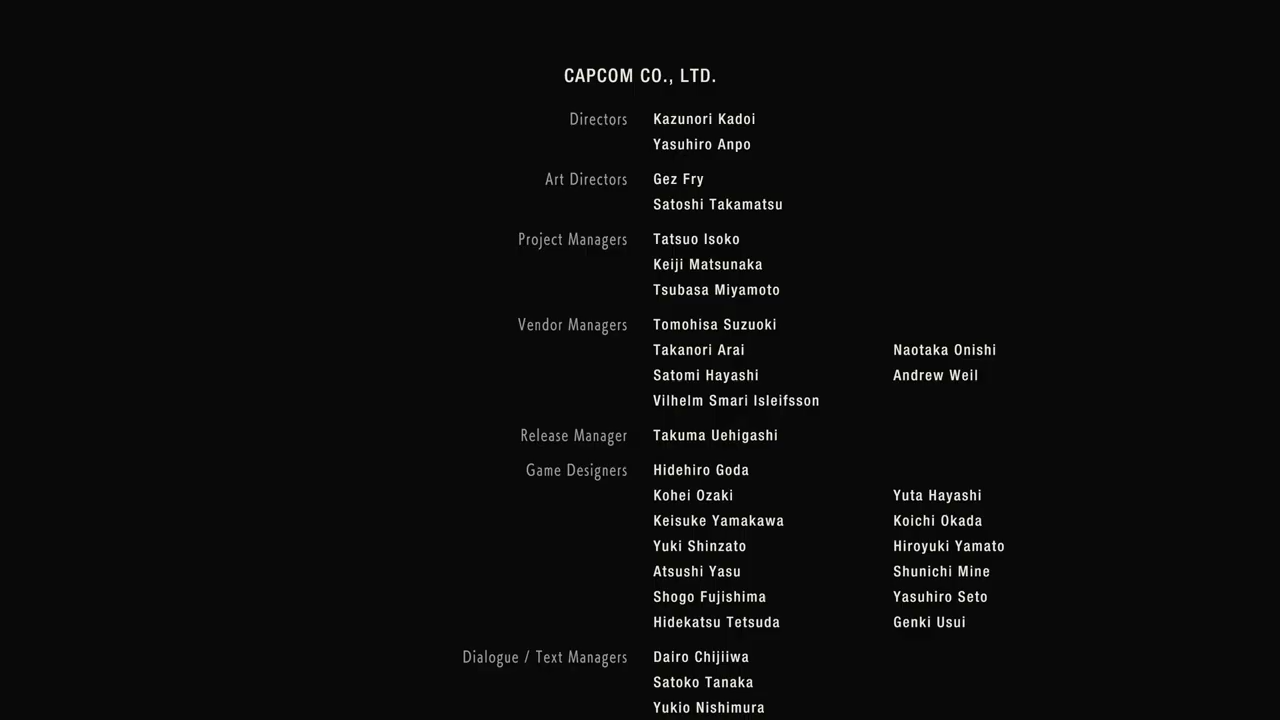 CAPCOM CO., LTD.
Directors Kazunori Kadoi
Yasuhiro Anpo
Art Directors Gez Fry
Satoshi Takamatsu
Project Managers Tatsuo Isoko
Keiji Matsunaka
Tsubasa Miyamoto
Vendor Managers Tomohisa Suzuoki
Takanori Arai Naotaka Onishi
Satomi Hayashi Andrew Weil
Vilhelm Smari Isleifsson
Release Manager Takuma Uehigashi
Game Designers Hidehiro Goda
Kohei Ozaki Yuta Hayashi
Keisuke Yamakawa Koichi Okada
Yuki Shinzato Hiroyuki Yamato
Atsushi Yasu Shunichi Mine
Shogo Fujishima Yasuhiro Seto
Hidekatsu Tetsuda Genki Usui
Dialogue / Text Managers Dairo Chijiiwa
Satoko Tanaka
Yukio Nishimura